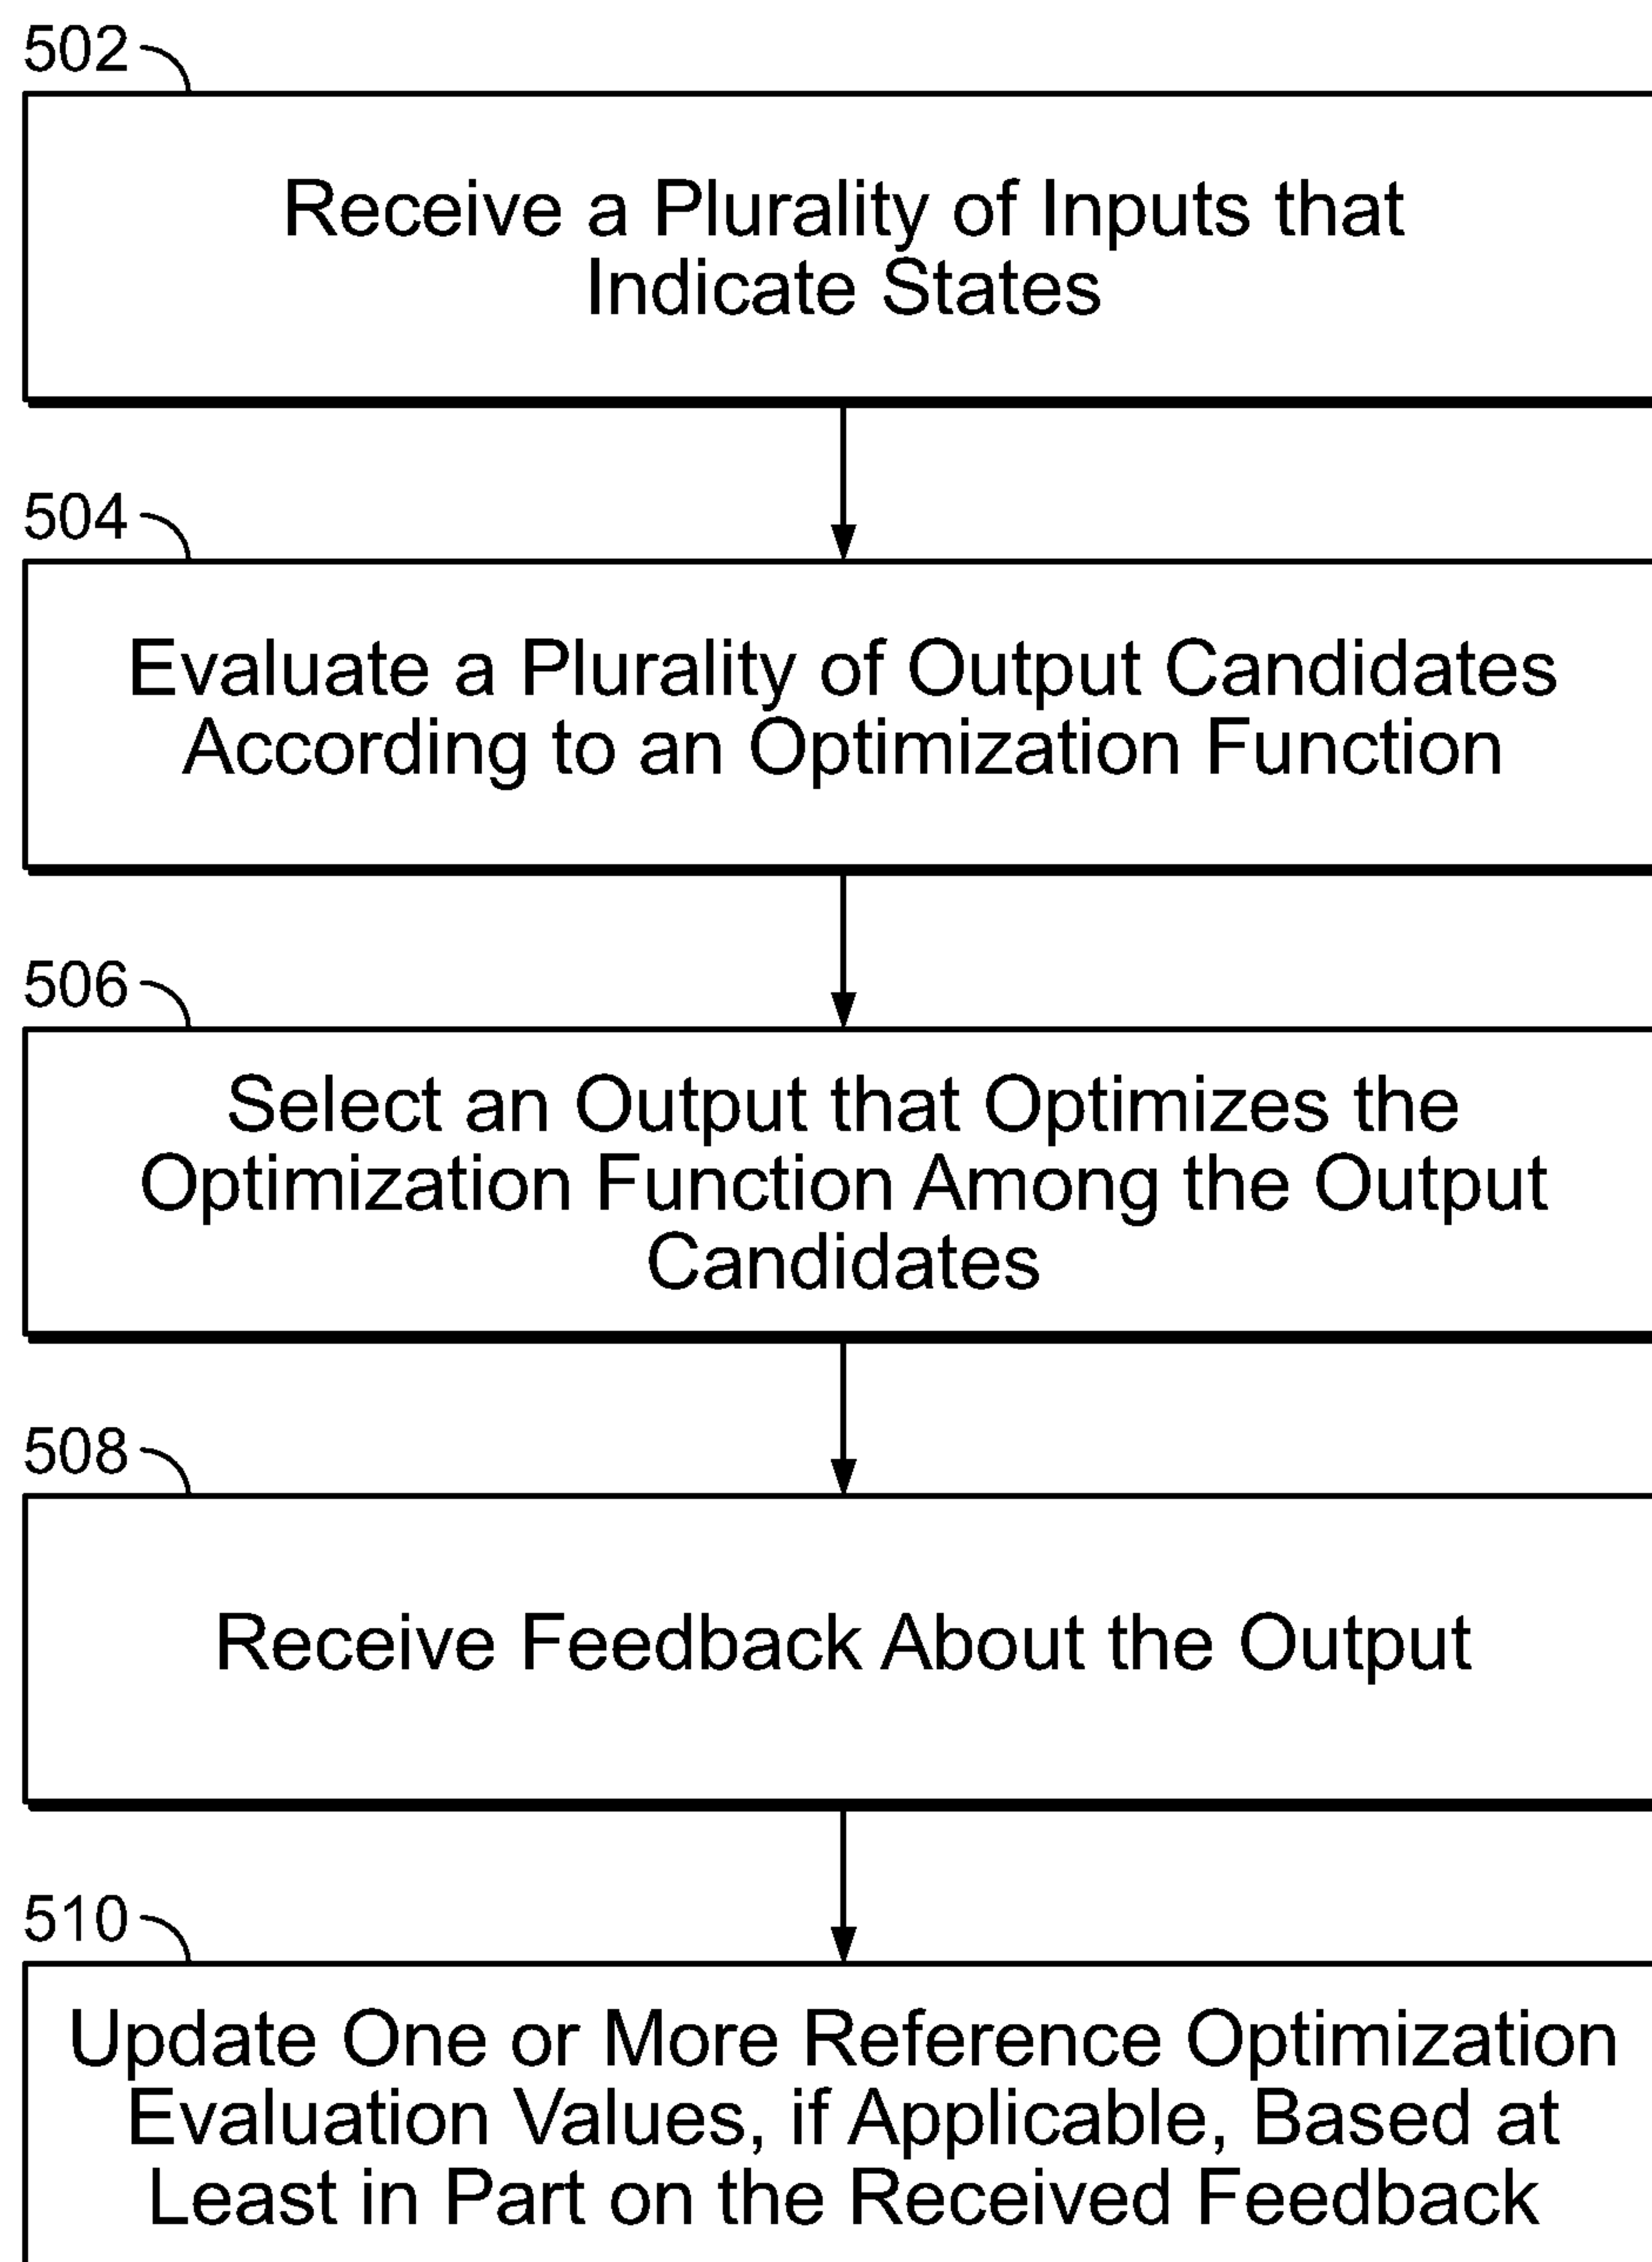 502
Receive a Plurality of Inputs that
Indicate States
504
Evaluate a Plurality of Output Candidates
According to an Optimization Function
506
Select an Output that Optimizes the
Optimization Function Among the Output
Candidates
508
Receive Feedback About the Output
510
Update One or More Reference Optimization
Evaluation Values, if Applicable, Based at
Least in Part on the Received Feedback